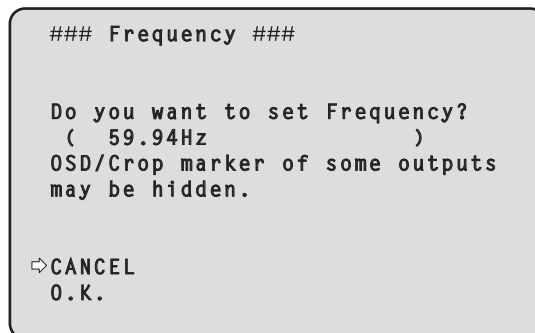 ### Frequency ###
Do you want to set Frequency?
( 59.94Hz )
OSD/Crop marker of some outputs
may be hidden.
⇨CANCEL
O.K.